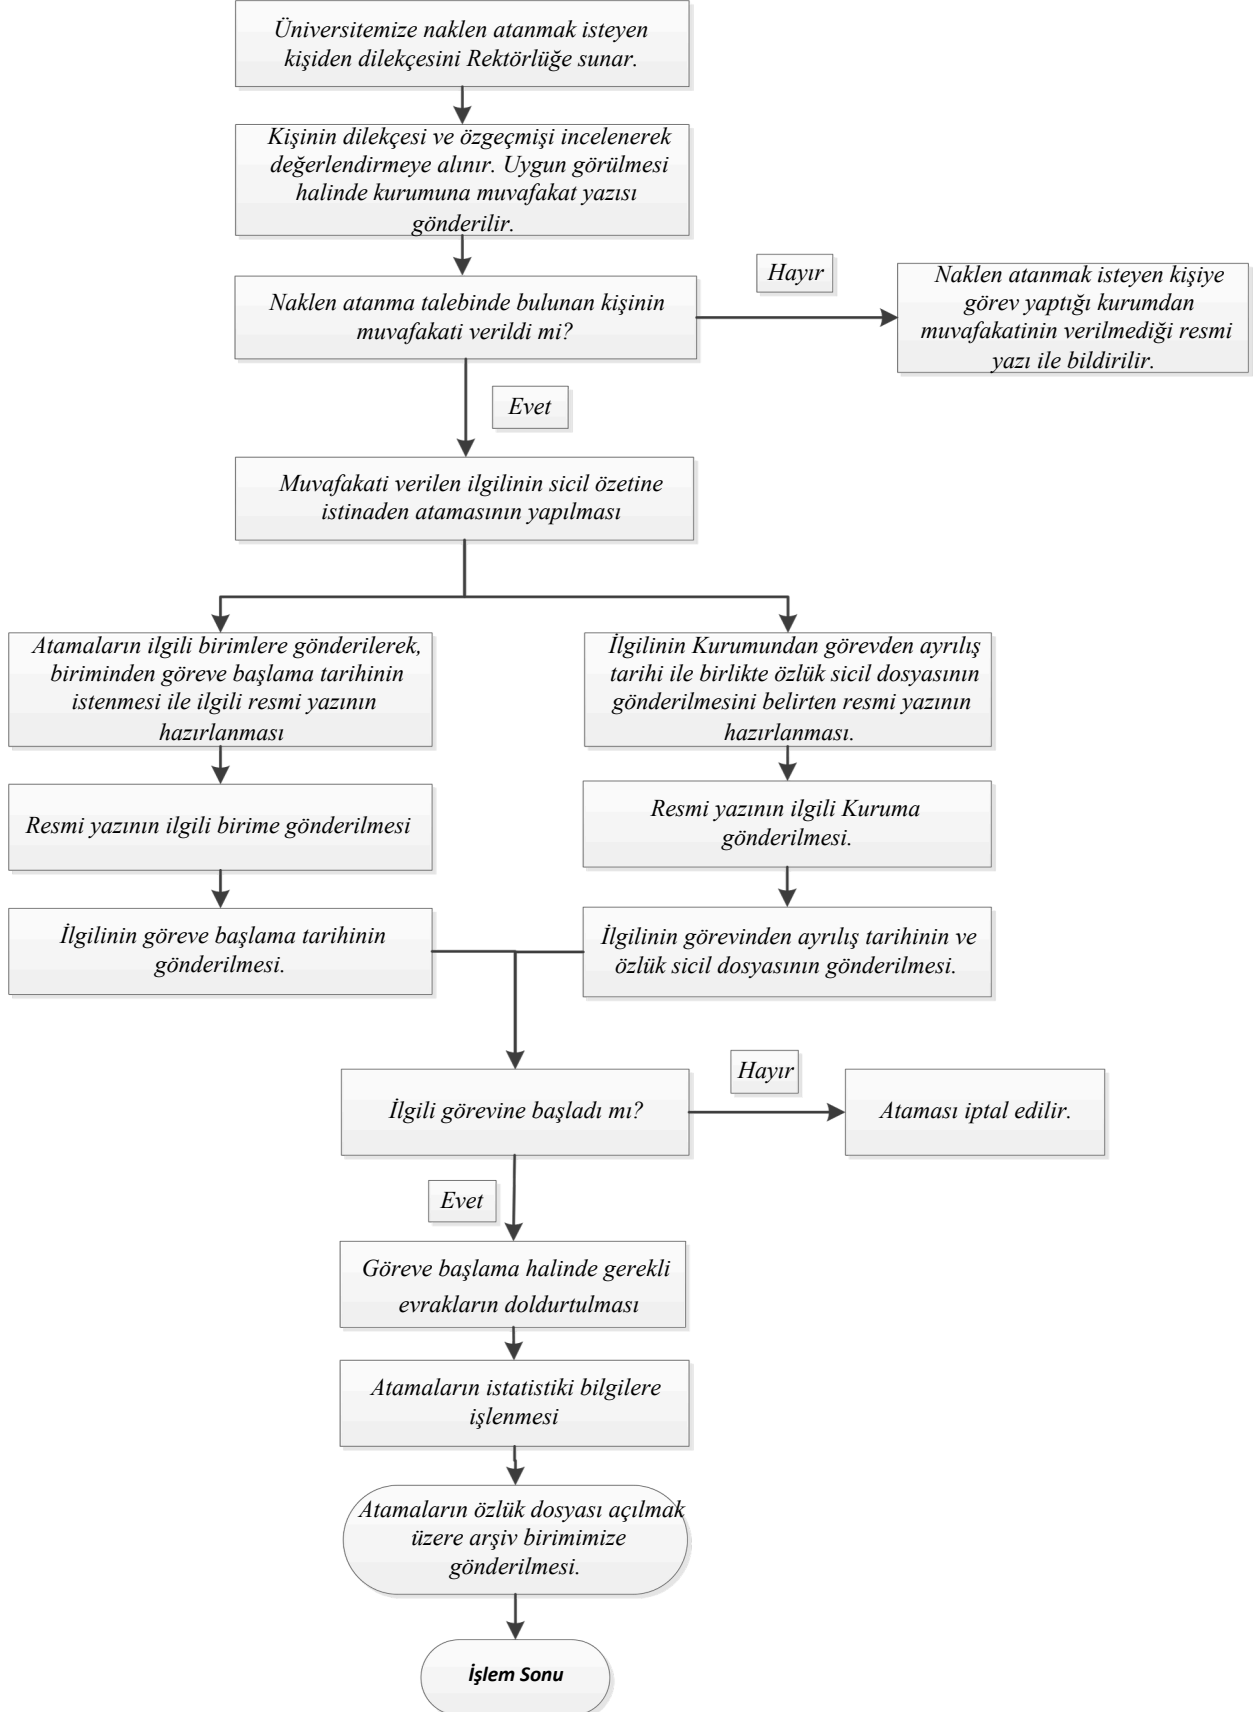 Üniversitemize naklen atanmak isteyen
kişiden dilekçesini Rektörlüğe sunar.
Kişinin dilekçesi ve özgeçmişi incelenerek
değerlendirmeye alınır. Uygun görülmesi
halinde kurumuna muvafakat yazısı
gönderilir.
Naklen atanma talebinde bulunan kişinin
muvafakati verildi mi?
Hayır
Naklen atanmak isteyen kişiye
görev yaptığı kurumdan
muvafakatinin verilmediği resmi
yazı ile bildirilir.
Evet
Muvafakati verilen ilgilinin sicil özetine
istinaden atamasının yapılması
Atamaların ilgili birimlere gönderilerek,
biriminden göreve başlama tarihinin
istenmesi ile ilgili resmi yazının
hazırlanması
İlgilinin Kurumundan görevden ayrılış
tarihi ile birlikte özlük sicil dosyasının
gönderilmesini belirten resmi yazının
hazırlanması.
Resmi yazının ilgili birime gönderilmesi
Resmi yazının ilgili Kuruma
gönderilmesi.
İlgilinin göreve başlama tarihinin
gönderilmesi.
İlgilinin görevinden ayrılış tarihinin ve
özlük sicil dosyasının gönderilmesi.
İlgili görevine başladı mı?
Hayır
Ataması iptal edilir.
Evet
Göreve başlama halinde gerekli
evrakların doldurtulması
Atamaların istatistiki bilgilere
işlenmesi
Atamaların özlük dosyası açılmak
üzere arşiv birimimize
gönderilmesi.
İşlem Sonu